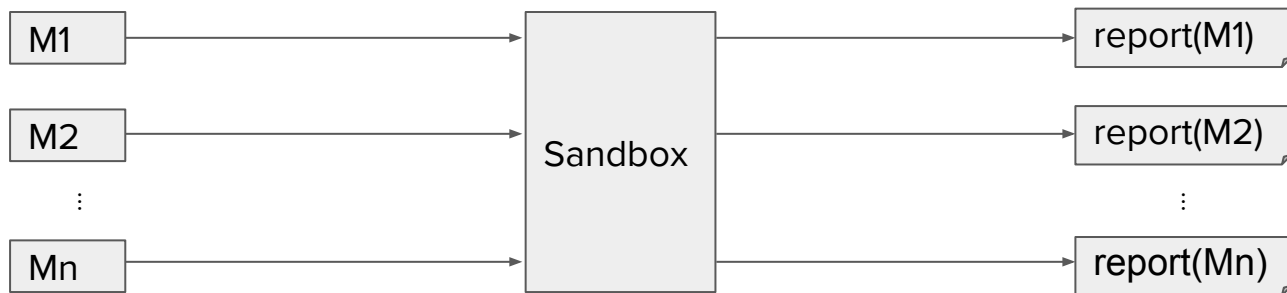 M1
report(M1)
M2
report(M2)
Sandbox
⋮
⋮
Mn
report(Mn)